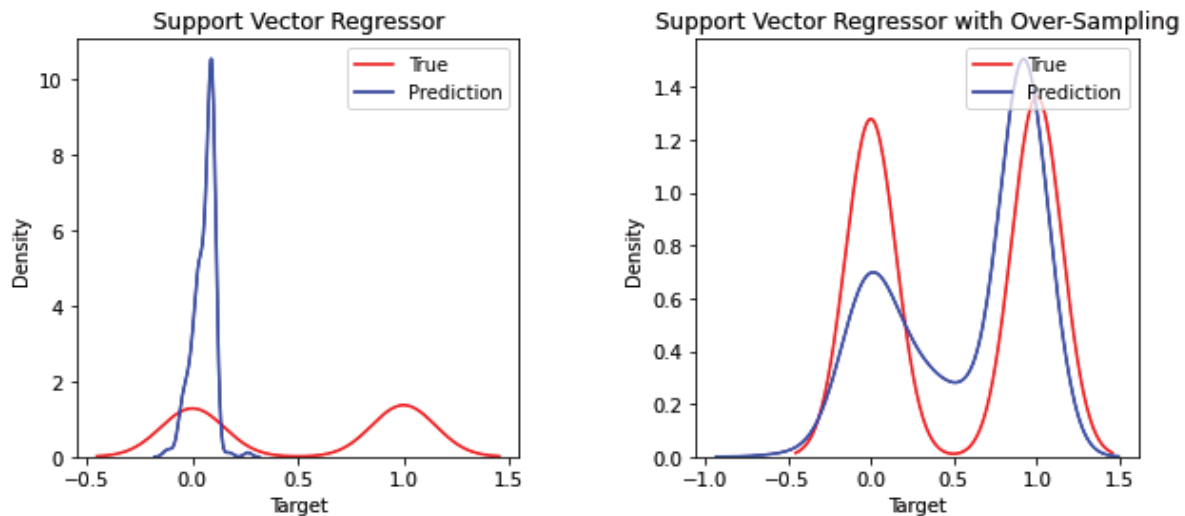 Support Vector Regressor
True
Prediction
Density
10
8
6
4
2
0
−0.5
0.0
0.5
1.0
1.5
Target
Support Vector Regressor with Over-Sampling
True
Prediction
Density
1.4
1.2
1.0
0.8
0.6
0.4
0.2
0.0
−1.0
−0.5
0.0
0.5
1.0
1.5
Target